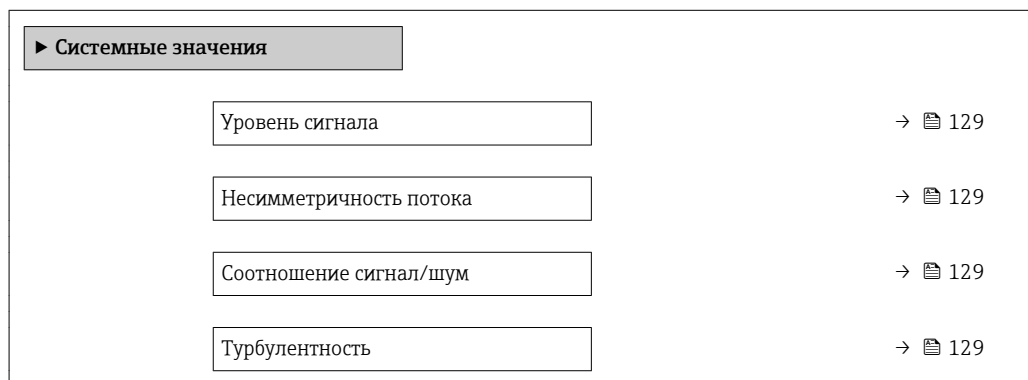 ▶ Системные значения
Уровень сигнала → 129
Несимметричность потока → 129
Соотношение сигнал/шум → 129
Турбулентность → 129